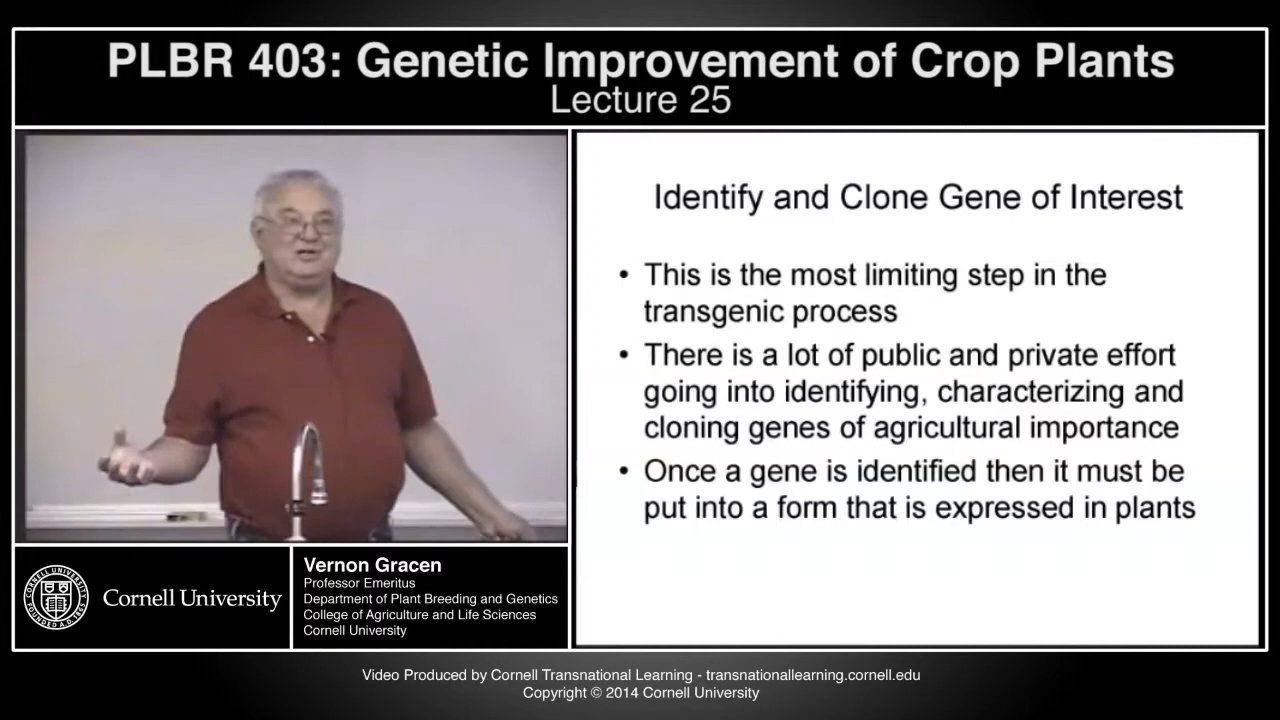 PLBR 403: Genetic Improvement of Crop Plants
Lecture 25
Identify and Clone Gene of Interest
• This is the most limiting step in the
transgenic process
• There is a lot of public and private effort
going into identifying, characterizing and
cloning genes of agricultural importance
• Once a gene is identified then it must be
put into a form that is expressed in plants
CORNELL UNIVERSITY
FOUNDED A.D. 1865
Cornell University
Vernon Gracen
Professor Emeritus
Department of Plant Breeding and Genetics
College of Agriculture and Life Sciences
Cornell University
Video Produced by Cornell Transnational Learning - transnationallearning.cornell.edu
Copyright © 2014 Cornell University